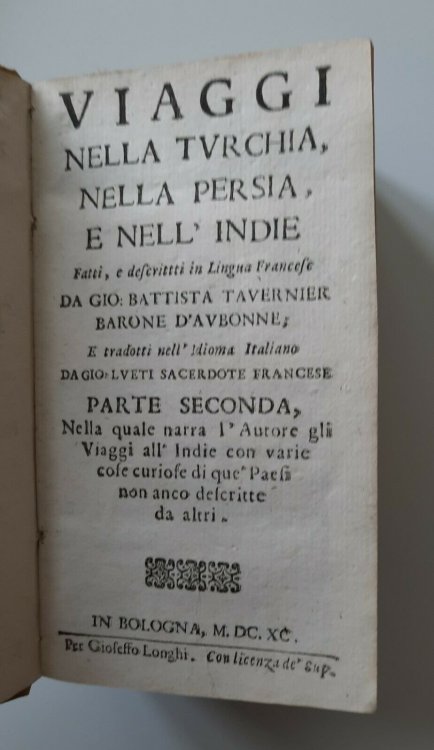 VIAGGI
NELLA TVRCHIA,
NELLA PERSIA,
E NELL' INDIE
Fatti, e descrittti in Lingua Francese
DA GIO: BATTISTA TAVERNIER
BARONE D'AVBONNE;
E tradotti nell' Idioma Italiano
DA GIO: LVETI SACERDOTE FRANCESE
PARTE SECONDA,
Nella quale narra l' Autore gli
Viaggi all' Indie con varie
cose curiose di que' Paesi
non anco descritte
da altri.
IN BOLOGNA, M. DC. XC.
Per Gioseffo Longhi. Con licenza de' Sup.